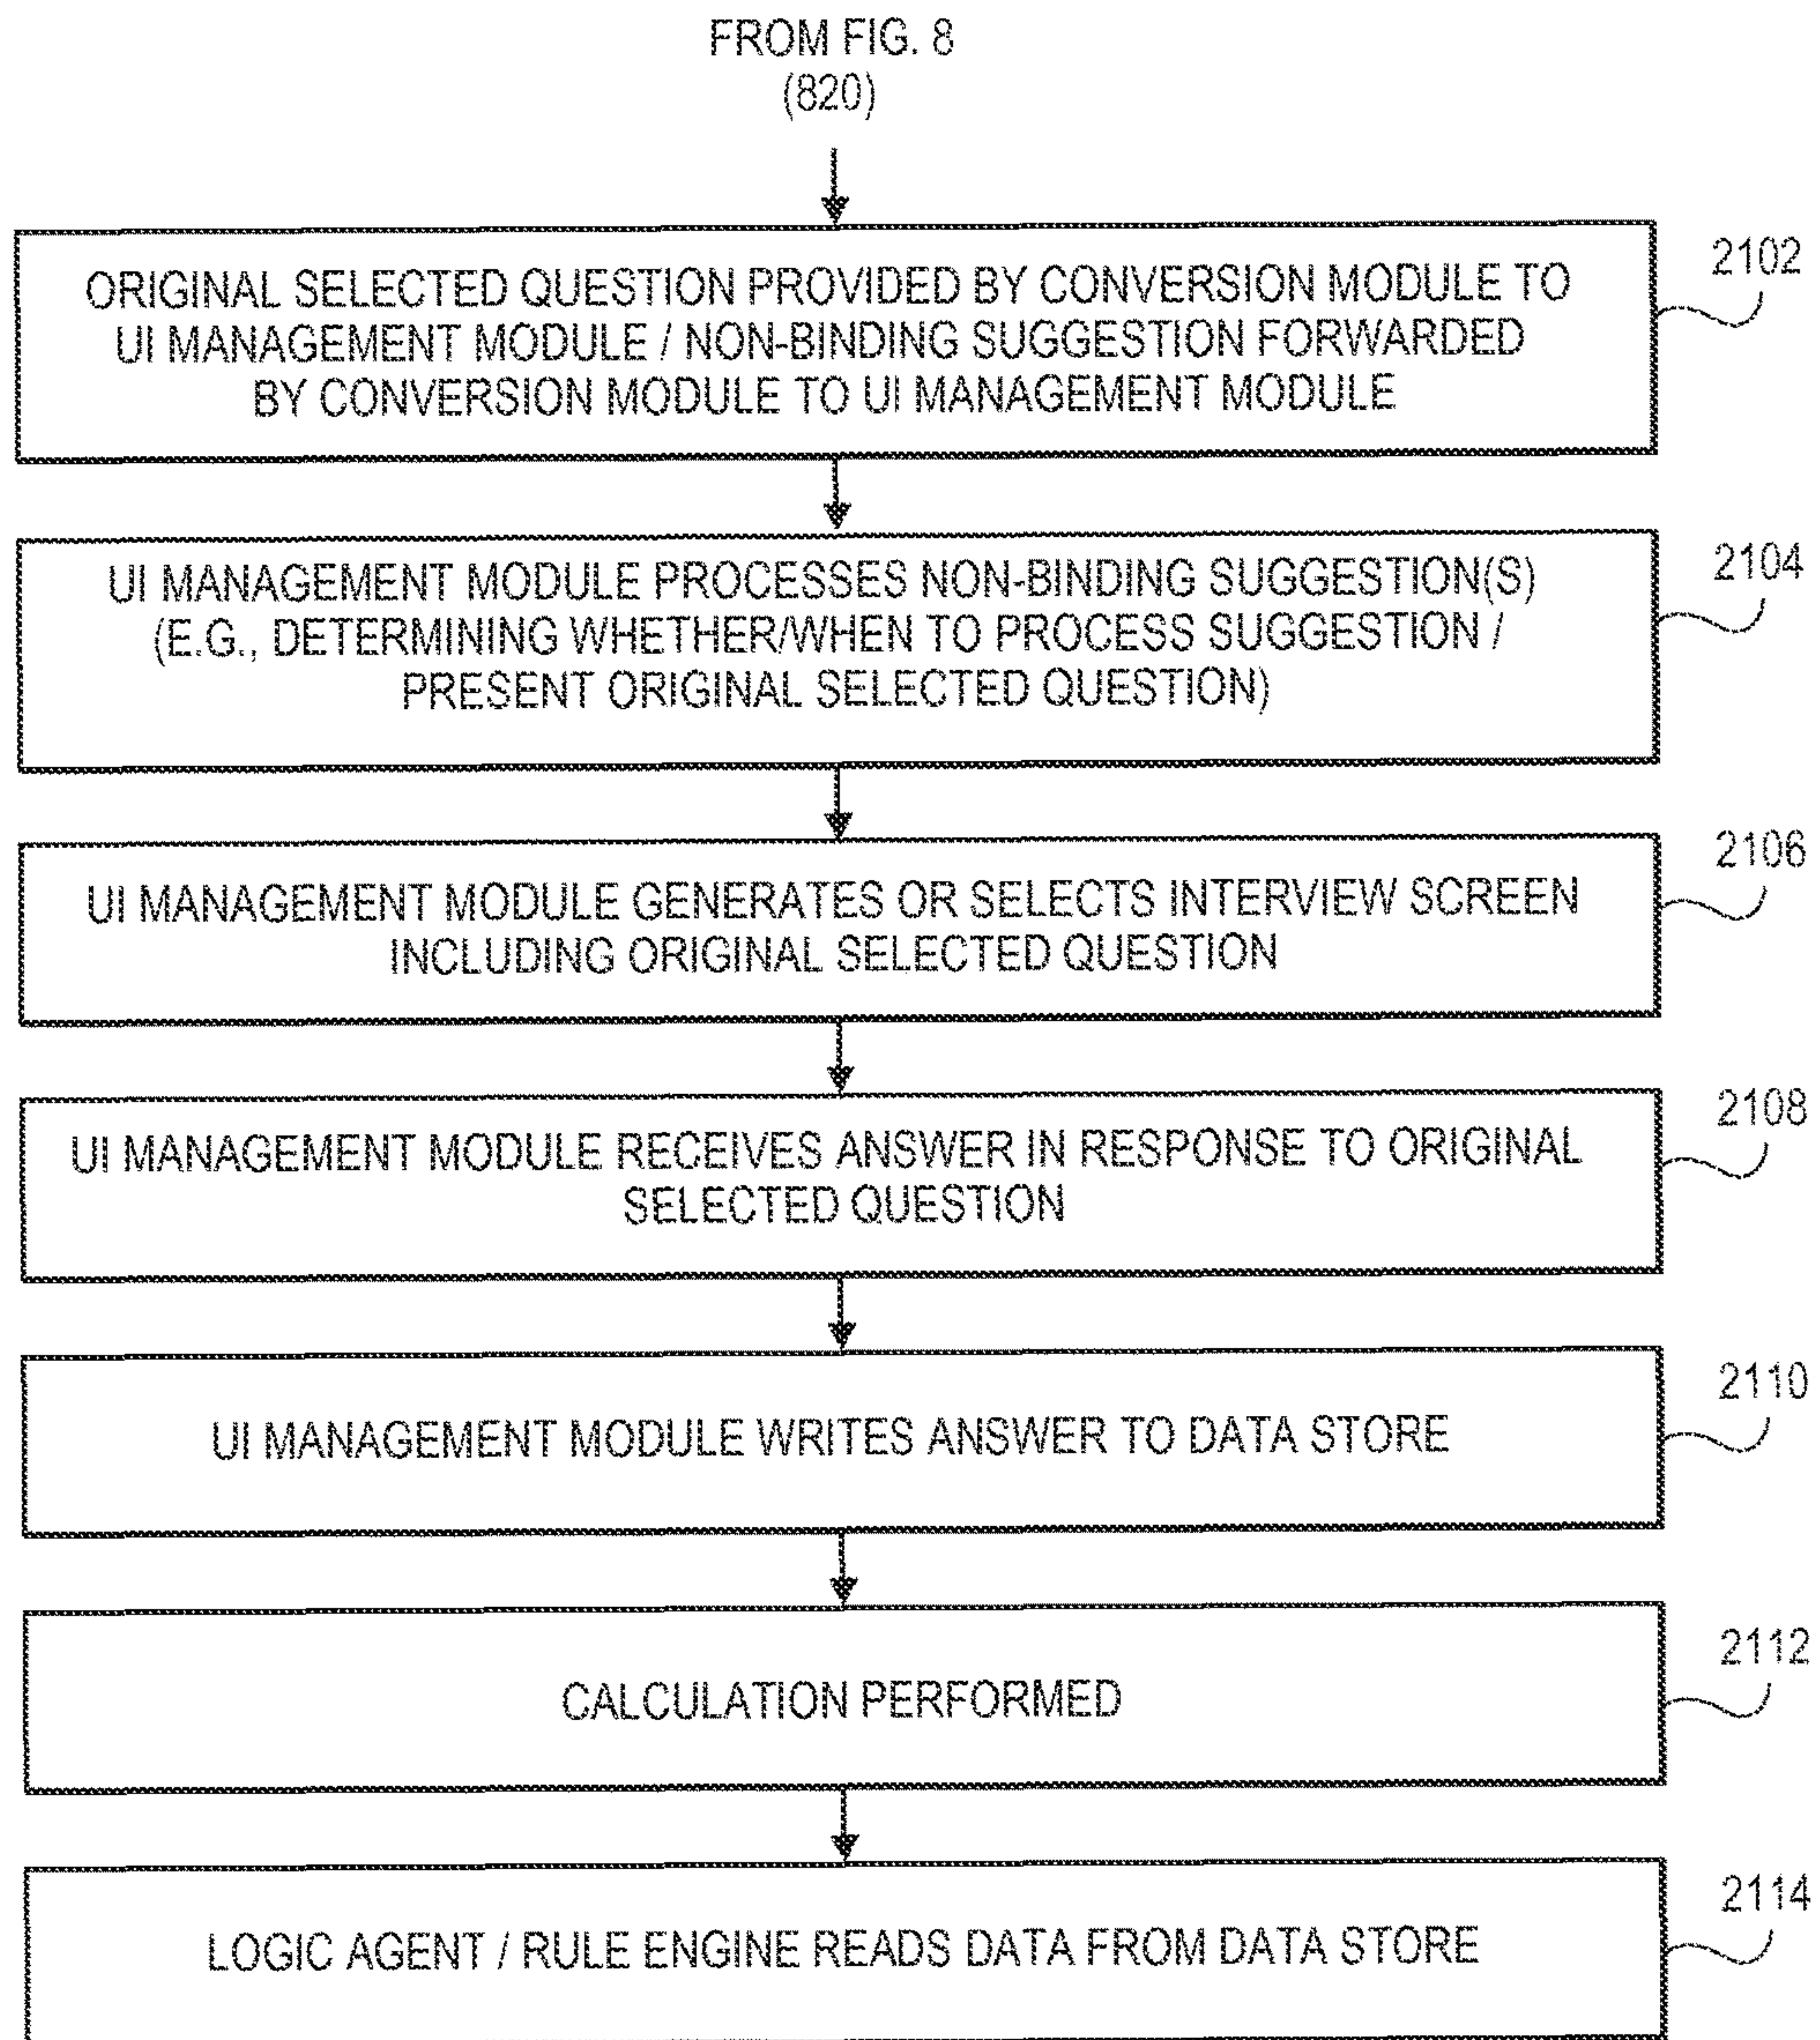 FROM FIG. 8
(820)
2102
ORIGINAL SELECTED QUESTION PROVIDED BY CONVERSION MODULE TO
UI MANAGEMENT MODULE / NON-BINDING SUGGESTION FORWARDED
BY CONVERSION MODULE TO UI MANAGEMENT MODULE
2104
UI MANAGEMENT MODULE PROCESSES NON-BINDING SUGGESTION(S)
(E.G., DETERMINING WHETHER/WHEN TO PROCESS SUGGESTION /
PRESENT ORIGINAL SELECTED QUESTION)
2106
UI MANAGEMENT MODULE GENERATES OR SELECTS INTERVIEW SCREEN
INCLUDING ORIGINAL SELECTED QUESTION
2108
UI MANAGEMENT MODULE RECEIVES ANSWER IN RESPONSE TO ORIGINAL
SELECTED QUESTION
2110
UI MANAGEMENT MODULE WRITES ANSWER TO DATA STORE
2112
CALCULATION PERFORMED
2114
LOGIC AGENT / RULE ENGINE READS DATA FROM DATA STORE